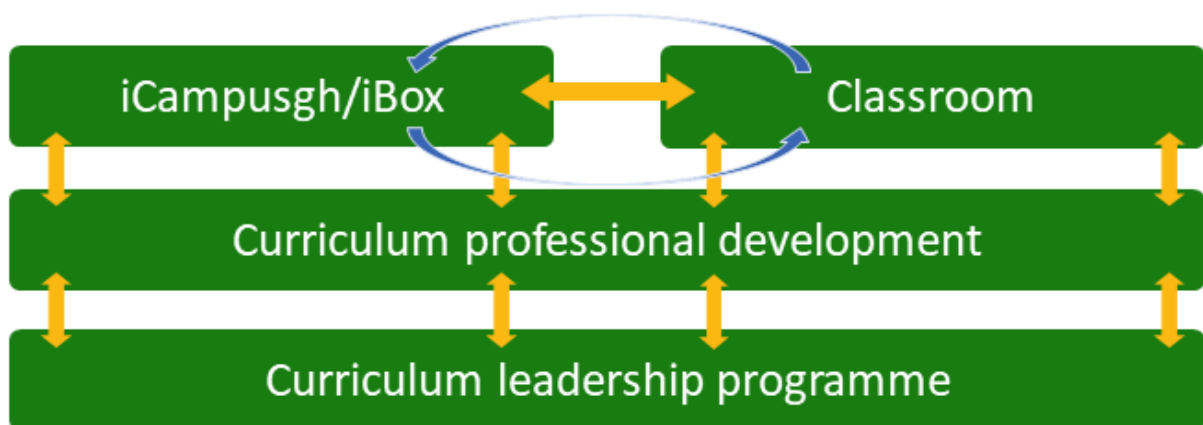 iCampusgh/iBox
Classroom
Curriculum professional development
Curriculum leadership programme